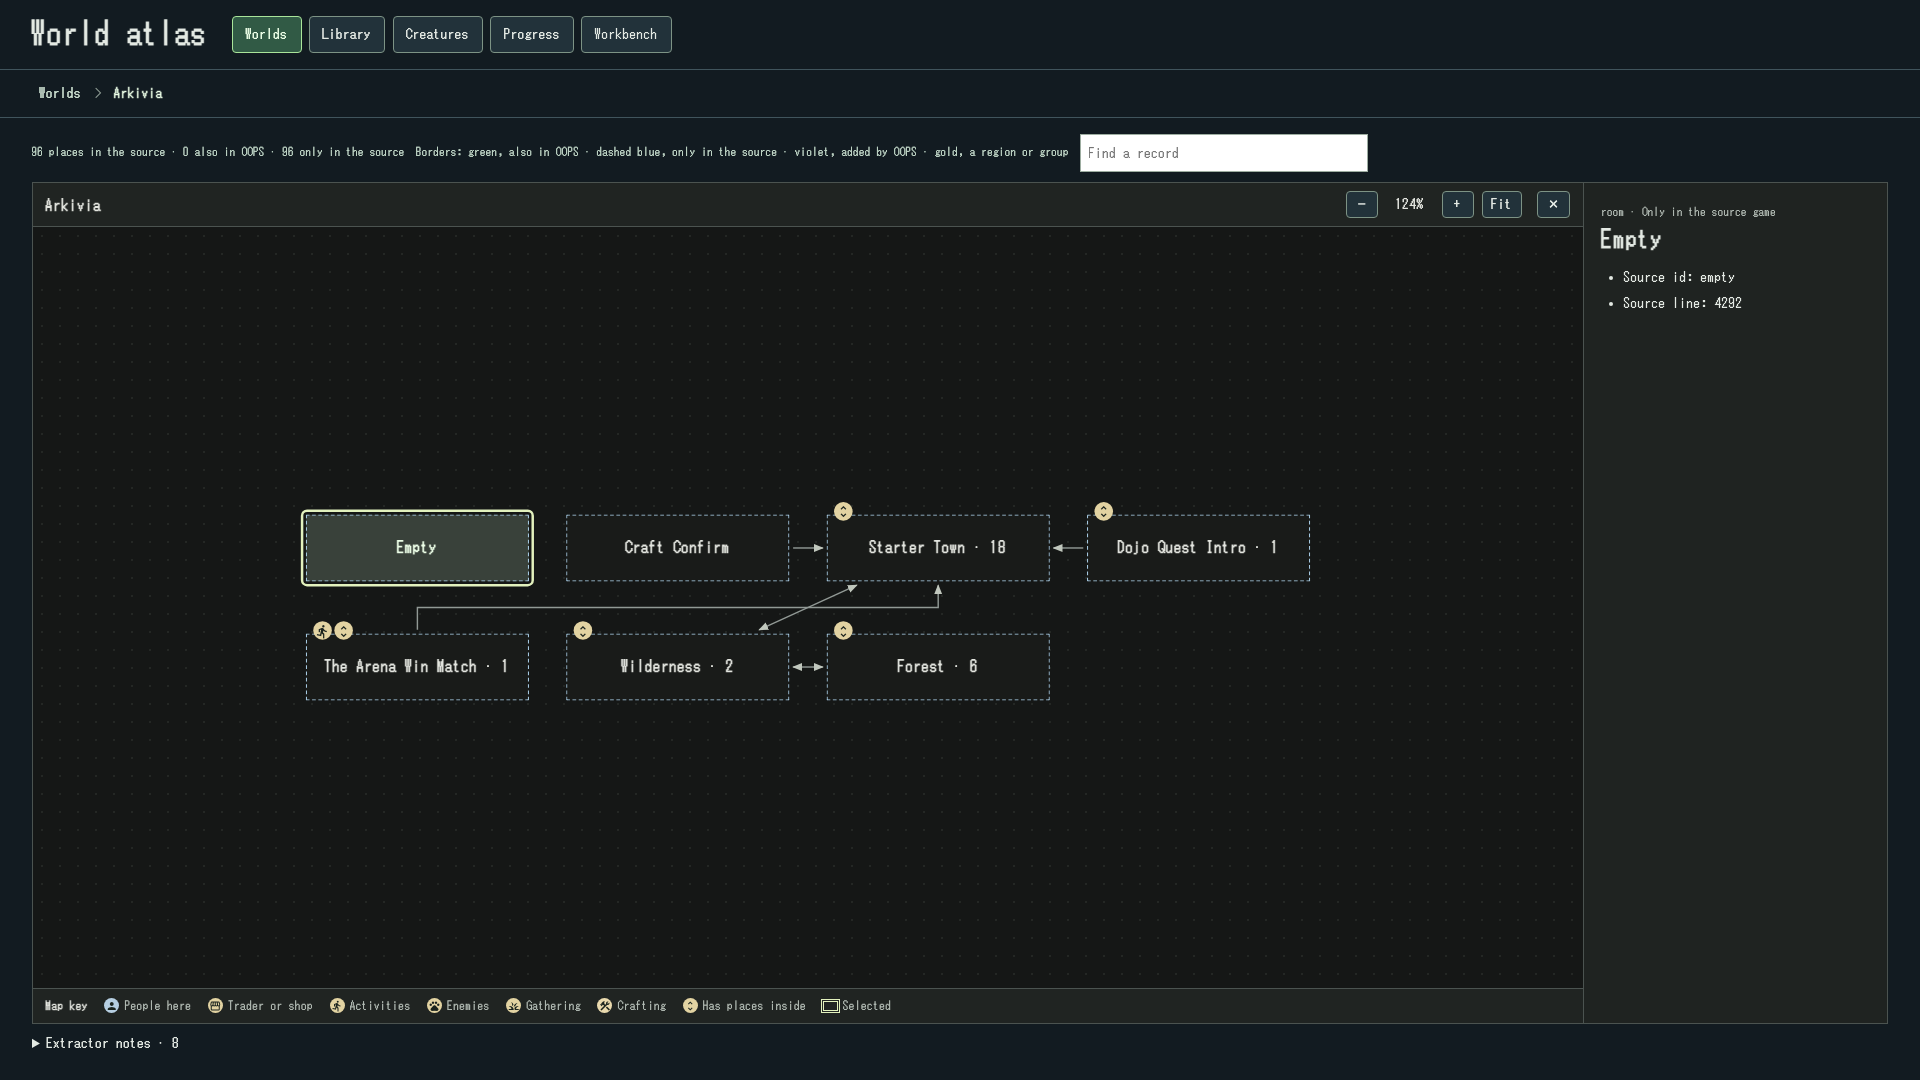 World atlas
Worlds
Library
Creatures
Progress
Workbench
Worlds > Arkivia
96 places in the source · 0 also in OOPS · 96 only in the source Borders: green, also in OOPS · dashed blue, only in the source · violet, added by OOPS · gold, a region or group
Find a record
Arkivia
− 124% + Fit ×
room · Only in the source game
Empty
• Source id: empty
• Source line: 4292
Empty
Craft Confirm
Starter Town · 18
Dojo Quest Intro · 1
The Arena Win Match · 1
Wilderness · 2
Forest · 6
Map key
People here
Trader or shop
Activities
Enemies
Gathering
Crafting
Has places inside
Selected
Extractor notes · 8